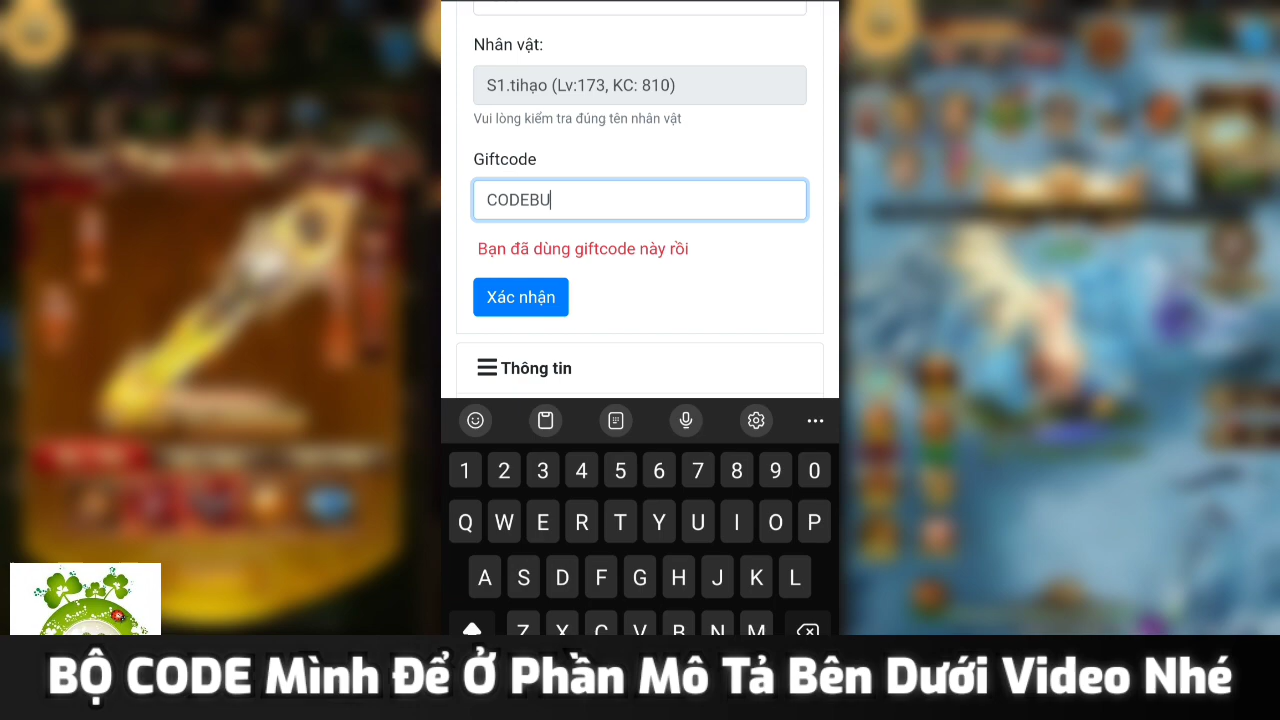 Nhân vật:
S1.tihạo (Lv:173, KC: 810)
Vui lòng kiểm tra đúng tên nhân vật
Giftcode
CODEBU
Bạn đã dùng giftcode này rồi
Xác nhận
Thông tin
1 2 3 4 5 6 7 8 9 0
Q W E R T Y U I O P
A S D F G H J K L
Z X C V B N M
BỘ CODE Mình Để Ở Phần Mô Tả Bên Dưới Video Nhé